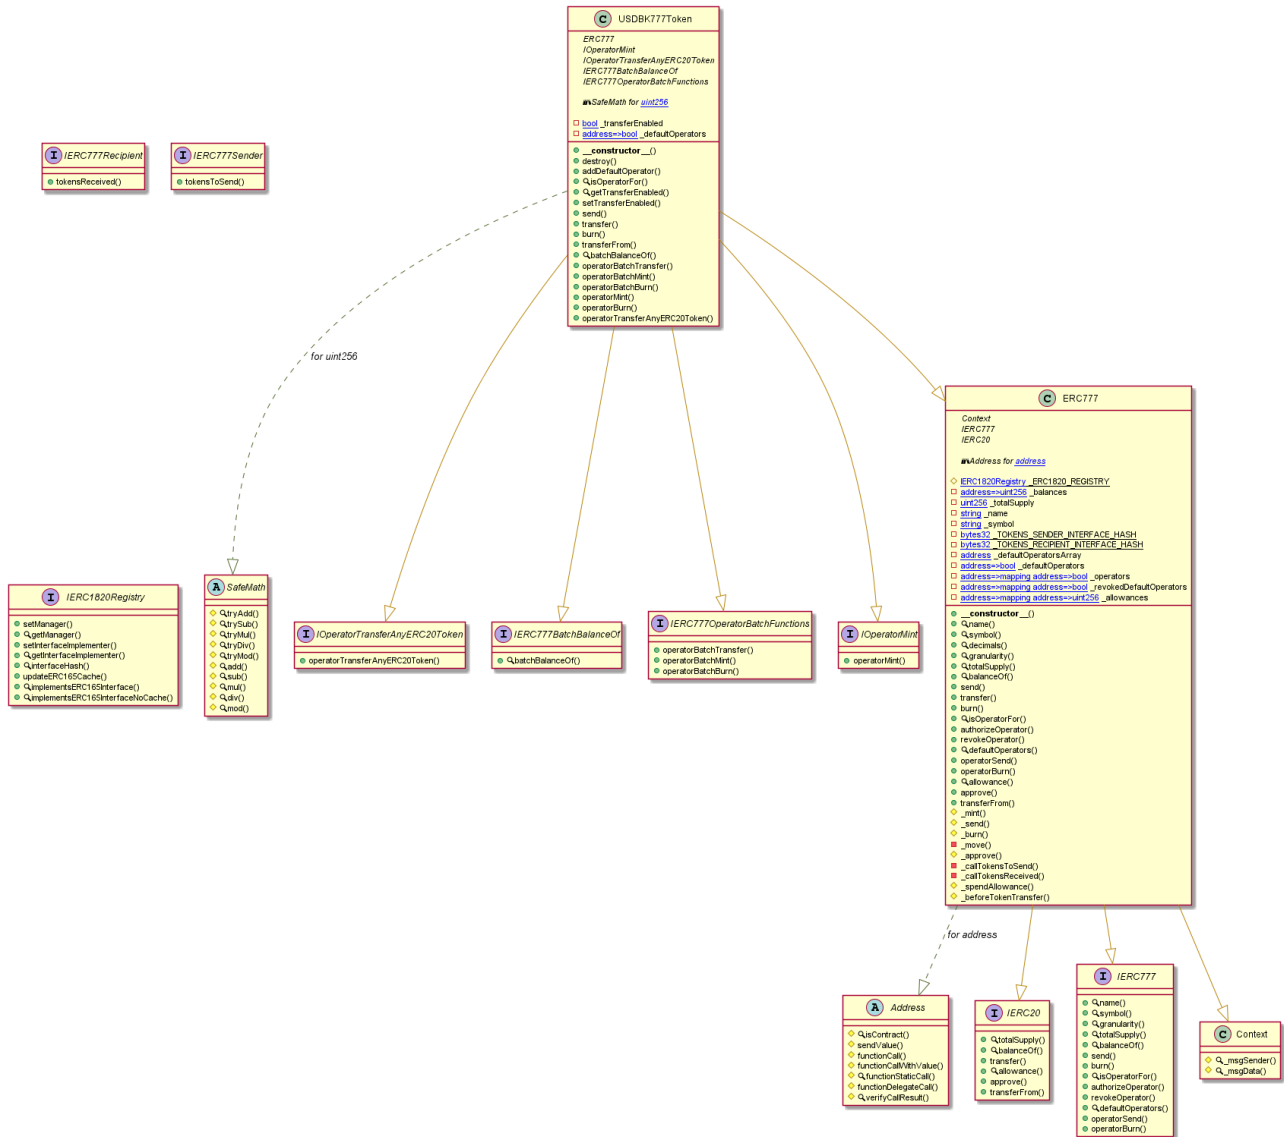 C USDBK777Token
ERC777
IOperatorMint
IOperatorTransferAnyERC20Token
IERC777BatchBalanceOf
IERC777OperatorBatchFunctions
SafeMath for uint256
bool _transferEnabled
address=>bool _defaultOperators
__constructor__()
destroy()
addDefaultOperator()
isOperatorFor()
getTransferEnabled()
setTransferEnabled()
send()
transfer()
burn()
transferFrom()
batchBalanceOf()
operatorBatchTransfer()
operatorBatchMint()
operatorBatchBurn()
operatorMint()
operatorBurn()
operatorTransferAnyERC20Token()
I IERC777Recipient
tokensReceived()
I IERC777Sender
tokensToSend()
for uint256
C ERC777
Context
IERC777
IERC20
Address for address
IERC1820Registry _ERC1820_REGISTRY
address=>uint256 _balances
uint256 _totalSupply
string _name
string _symbol
bytes32 _TOKENS_SENDER_INTERFACE_HASH
bytes32 _TOKENS_RECIPIENT_INTERFACE_HASH
address _defaultOperatorsArray
address=>bool _defaultOperators
address=>mapping address=>bool _operators
address=>mapping address=>bool _revokedDefaultOperators
address=>mapping address=>uint256 _allowances
__constructor__()
name()
symbol()
decimals()
granularity()
totalSupply()
balanceOf()
send()
transfer()
burn()
isOperatorFor()
authorizeOperator()
revokeOperator()
defaultOperators()
operatorSend()
operatorBurn()
allowance()
approve()
transferFrom()
_mint()
_send()
_burn()
_move()
_approve()
_callTokensToSend()
_callTokensReceived()
_spendAllowance()
_beforeTokenTransfer()
I IERC1820Registry
setManager()
getManager()
setInterfaceImplementer()
getInterfaceImplementer()
interfaceHash()
updateERC165Cache()
implementsERC165Interface()
implementsERC165InterfaceNoCache()
A SafeMath
tryAdd()
trySub()
tryMul()
tryDiv()
tryMod()
add()
sub()
mul()
div()
mod()
I IOperatorTransferAnyERC20Token
operatorTransferAnyERC20Token()
I IERC777BatchBalanceOf
batchBalanceOf()
I IERC777OperatorBatchFunctions
operatorBatchTransfer()
operatorBatchMint()
operatorBatchBurn()
I IOperatorMint
operatorMint()
for address
A Address
isContract()
sendValue()
functionCall()
functionCallWithValue()
functionStaticCall()
functionDelegateCall()
verifyCallResult()
I IERC20
totalSupply()
balanceOf()
transfer()
allowance()
approve()
transferFrom()
I IERC777
name()
symbol()
granularity()
totalSupply()
balanceOf()
send()
burn()
isOperatorFor()
authorizeOperator()
revokeOperator()
defaultOperators()
operatorSend()
operatorBurn()
C Context
_msgSender()
_msgData()